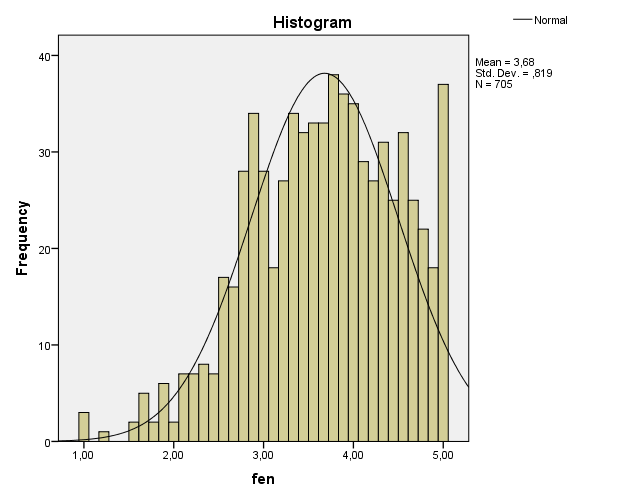 Histogram
Normal
Mean = 3,68
Std. Dev. = ,819
N = 705
Frequency
40
30
20
10
0
1,00 2,00 3,00 4,00 5,00
fen